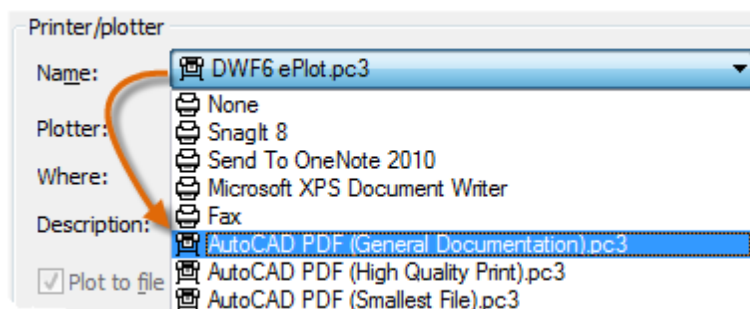 Printer/plotter
Name: DWF6 ePlot.pc3
None
Plotter: SnagIt 8
Send To OneNote 2010
Where: Microsoft XPS Document Writer
Fax
Description: AutoCAD PDF (General Documentation).pc3
AutoCAD PDF (High Quality Print).pc3
Plot to file
AutoCAD PDF (Smallest File).pc3